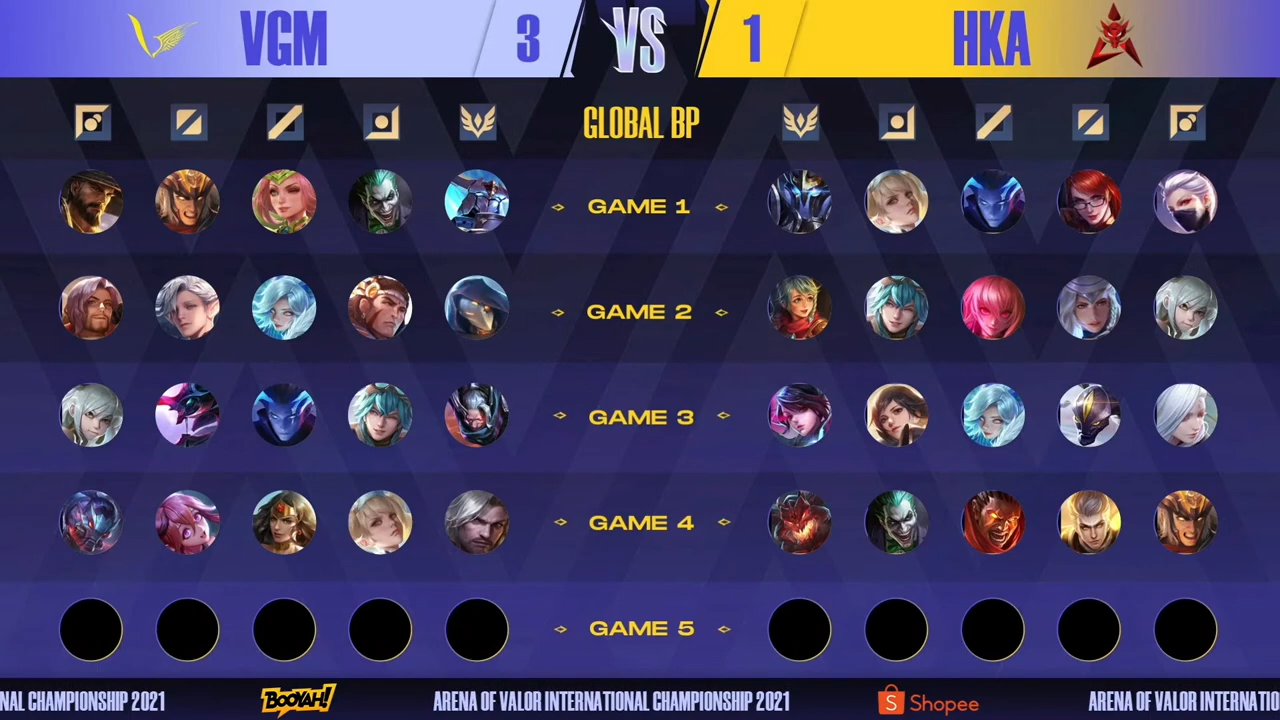 VGM 3 VS 1 HKA
GLOBAL BP
GAME 1
GAME 2
GAME 3
GAME 4
GAME 5
NAL CHAMPIONSHIP 2021 BOOYAH! ARENA OF VALOR INTERNATIONAL CHAMPIONSHIP 2021 S Shopee ARENA OF VALOR INTERNATIO